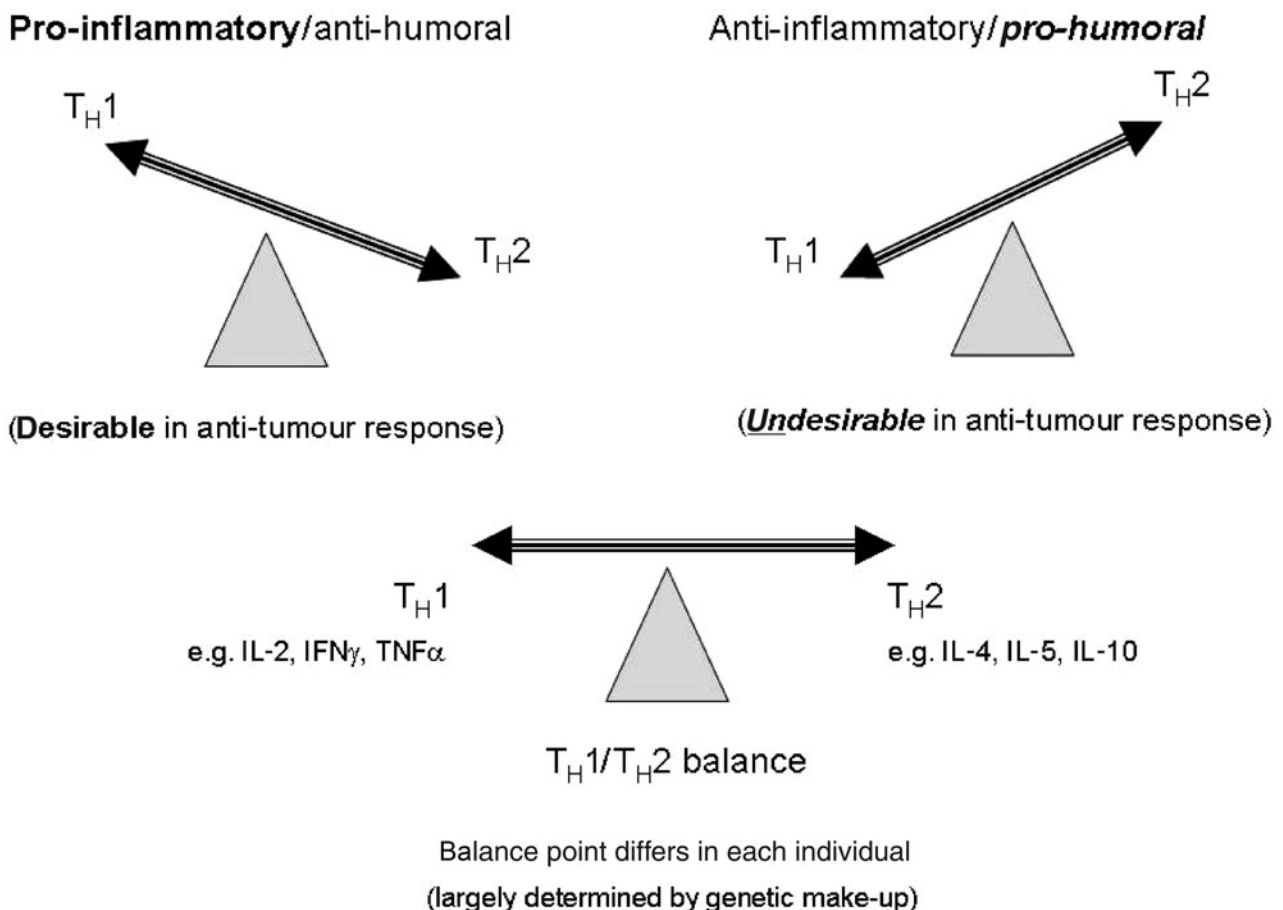 Pro-inflammatory/anti-humoral
Anti-inflammatory/pro-humoral
TH1
TH2
TH2
TH1
(Desirable in anti-tumour response)
(Undesirable in anti-tumour response)
TH1
TH2
e.g. IL-2, IFNγ, TNFα
e.g. IL-4, IL-5, IL-10
TH1/TH2 balance
Balance point differs in each individual
(largely determined by genetic make-up)